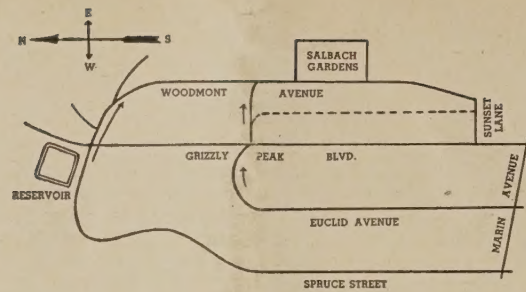 E
N
S
W
SALBACH
GARDENS
WOODMONT AVENUE
SUNSET LANE
GRIZZLY PEAK BLVD.
RESERVOIR
EUCLID AVENUE
MARIN AVENUE
SPRUCE STREET